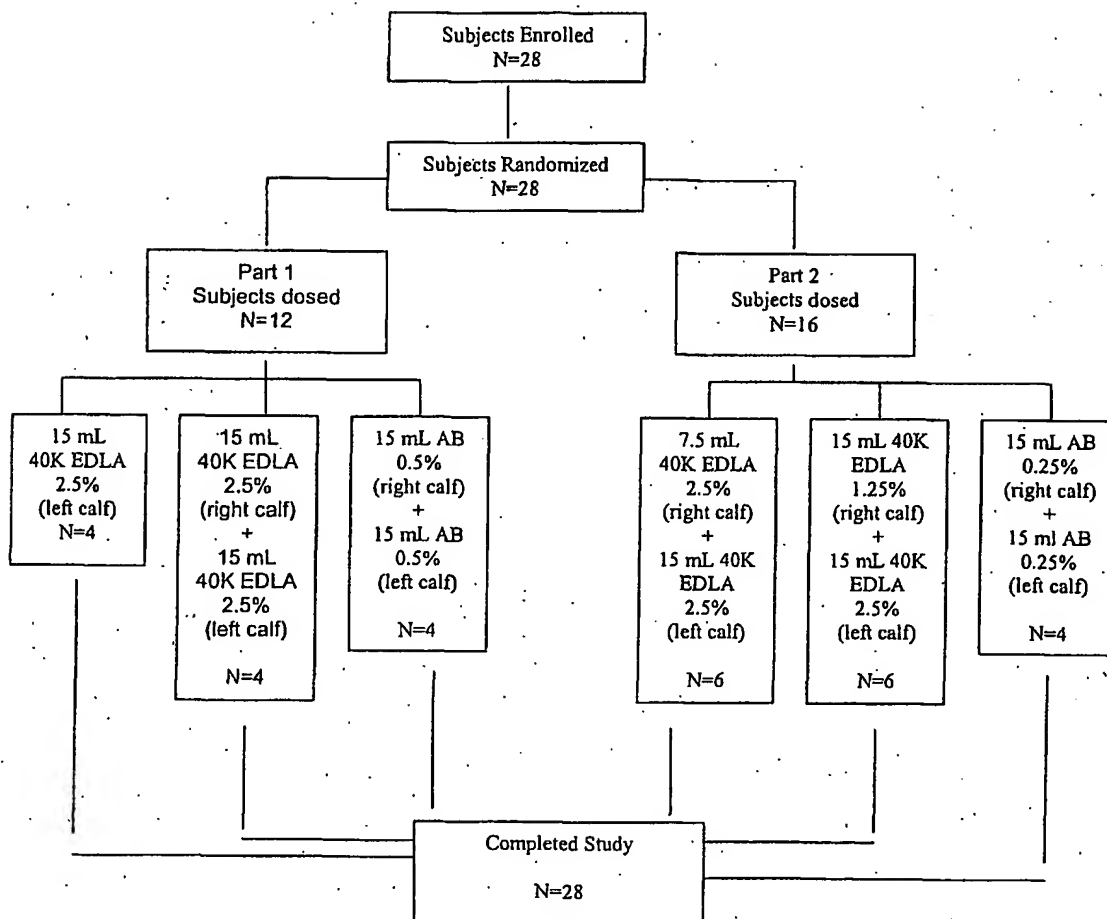 Subjects Enrolled
N=28
Subjects Randomized
N=28
Part 1
Subjects dosed
N=12
Part 2
Subjects dosed
N=16
15 mL
40K EDLA
2.5%
(left calf)
N=4
15 mL
40K EDLA
2.5%
(right calf)
+
15 mL
40K EDLA
2.5%
(left calf)
N=4
15 mL AB
0.5%
(right calf)
+
15 mL AB
0.5%
(left calf)
N=4
7.5 mL
40K EDLA
2.5%
(right calf)
+
15 mL 40K
EDLA
2.5%
(left calf)
N=6
15 mL 40K
EDLA
1.25%
(right calf)
+
15 mL 40K
EDLA
2.5%
(left calf)
N=6
15 mL AB
0.25%
(right calf)
+
15 ml AB
0.25%
(left calf)
N=4
Completed Study
N=28